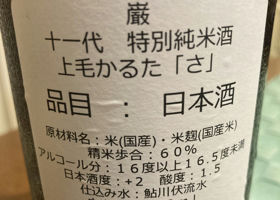 巌
十一代 特別純米酒
上毛かるた「さ」
品目 : 日本酒
原材料名:米(国産)・米麹(国産米)
精米歩合:60%
アルコール分:16度以上16.5度未満
日本酒度:+2 酸度:1.5
仕込み水:鮎川伏流水